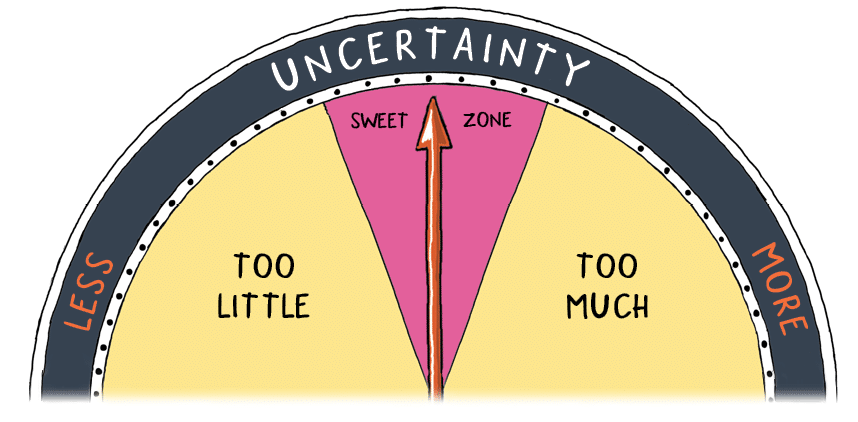 UNCERTAINTY
SWEET ZONE
LESS
TOO
LITTLE
TOO
MUCH
MORE